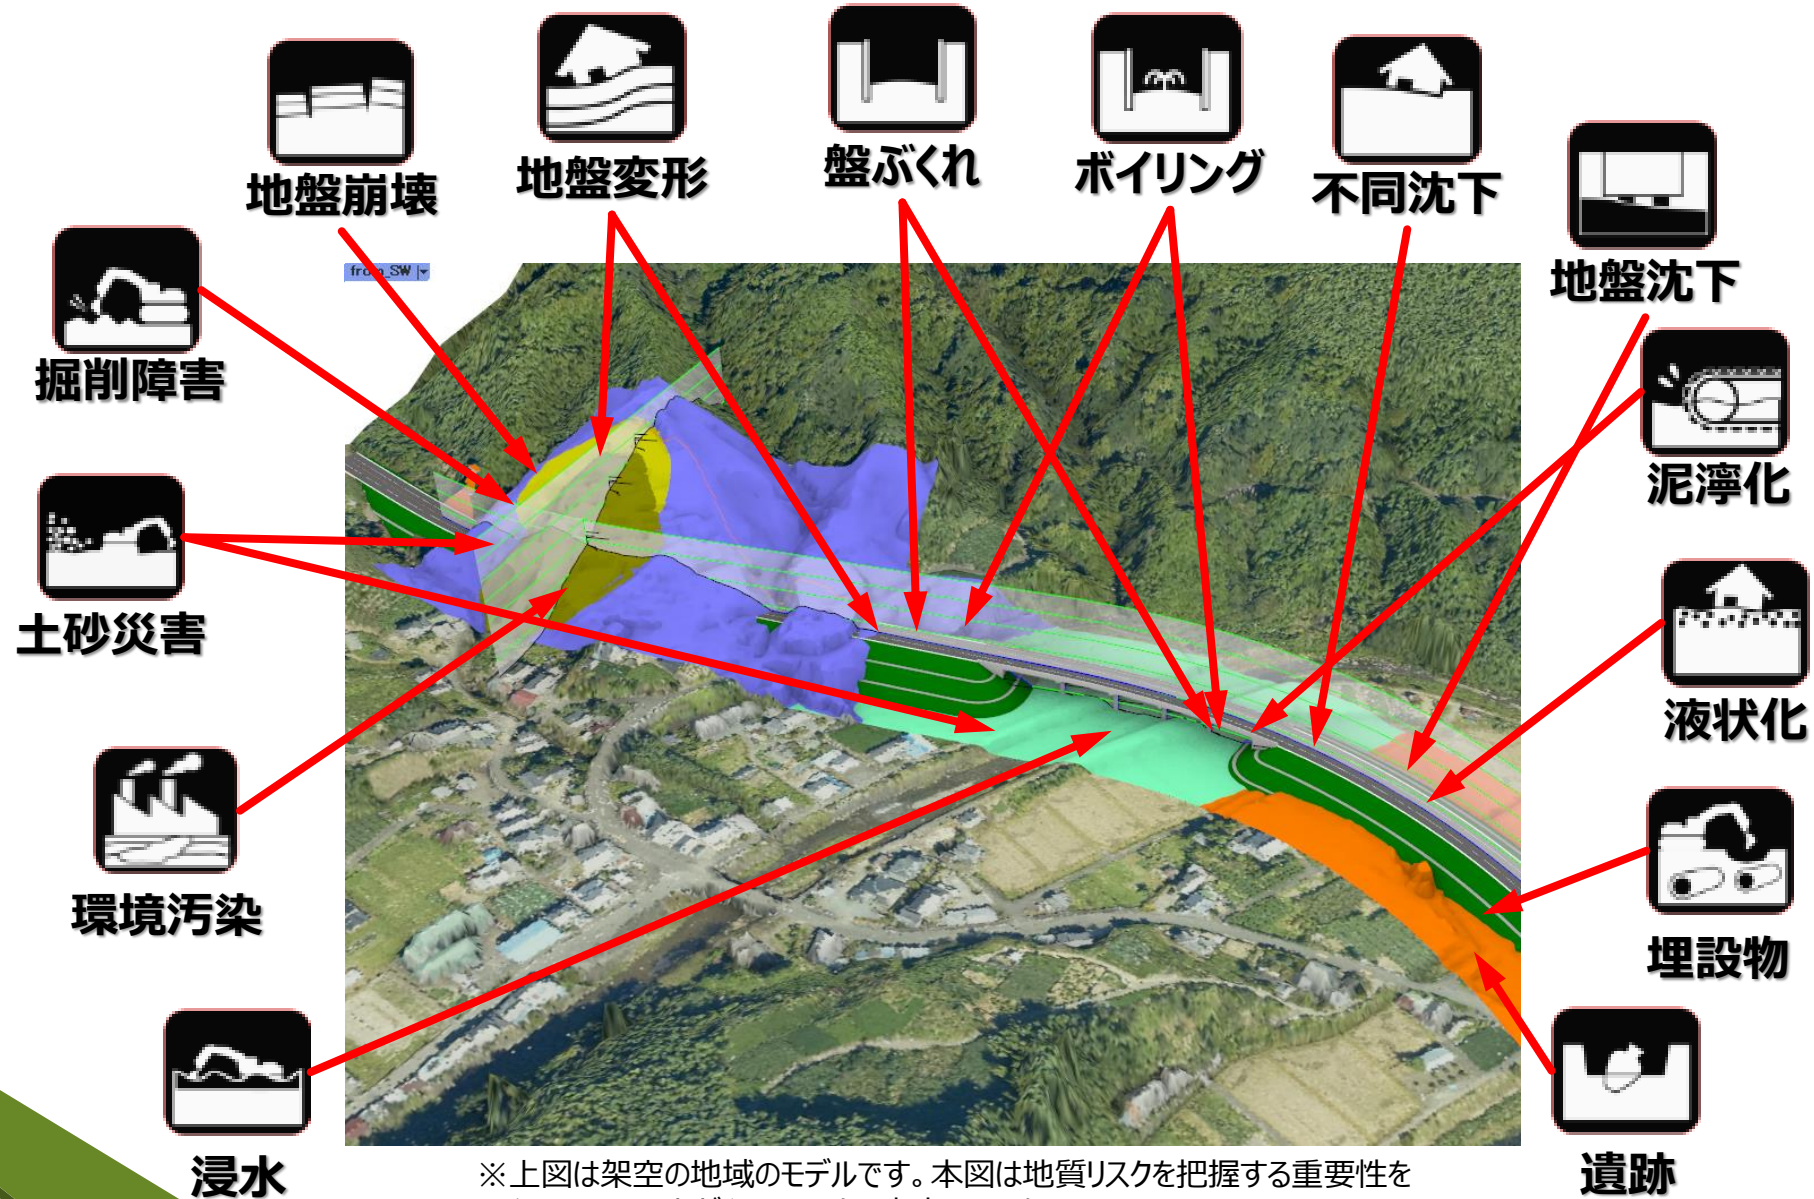 地盤崩壊
地盤変形
盤ぶくれ
ボイリング
不同沈下
地盤沈下
掘削障害
from_SW
泥濘化
土砂災害
液状化
環境汚染
埋設物
浸水
遺跡
※上図は架空の地域のモデルです。本図は地質リスクを把握する重要性を